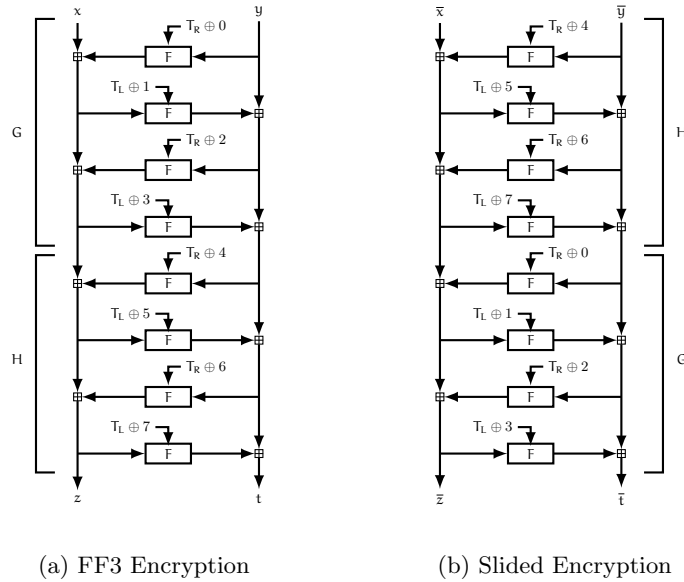 x y x̅ y̅
T_R ⊕ 0 T_R ⊕ 4
F F
T_L ⊕ 1 T_L ⊕ 5
F F
G H
T_R ⊕ 2 T_R ⊕ 6
F F
T_L ⊕ 3 T_L ⊕ 7
F F
T_R ⊕ 4 T_R ⊕ 0
F F
T_L ⊕ 5 T_L ⊕ 1
F F
H G
T_R ⊕ 6 T_R ⊕ 2
F F
T_L ⊕ 7 T_L ⊕ 3
F F
z t z̅ t̅
(a) FF3 Encryption (b) Slided Encryption